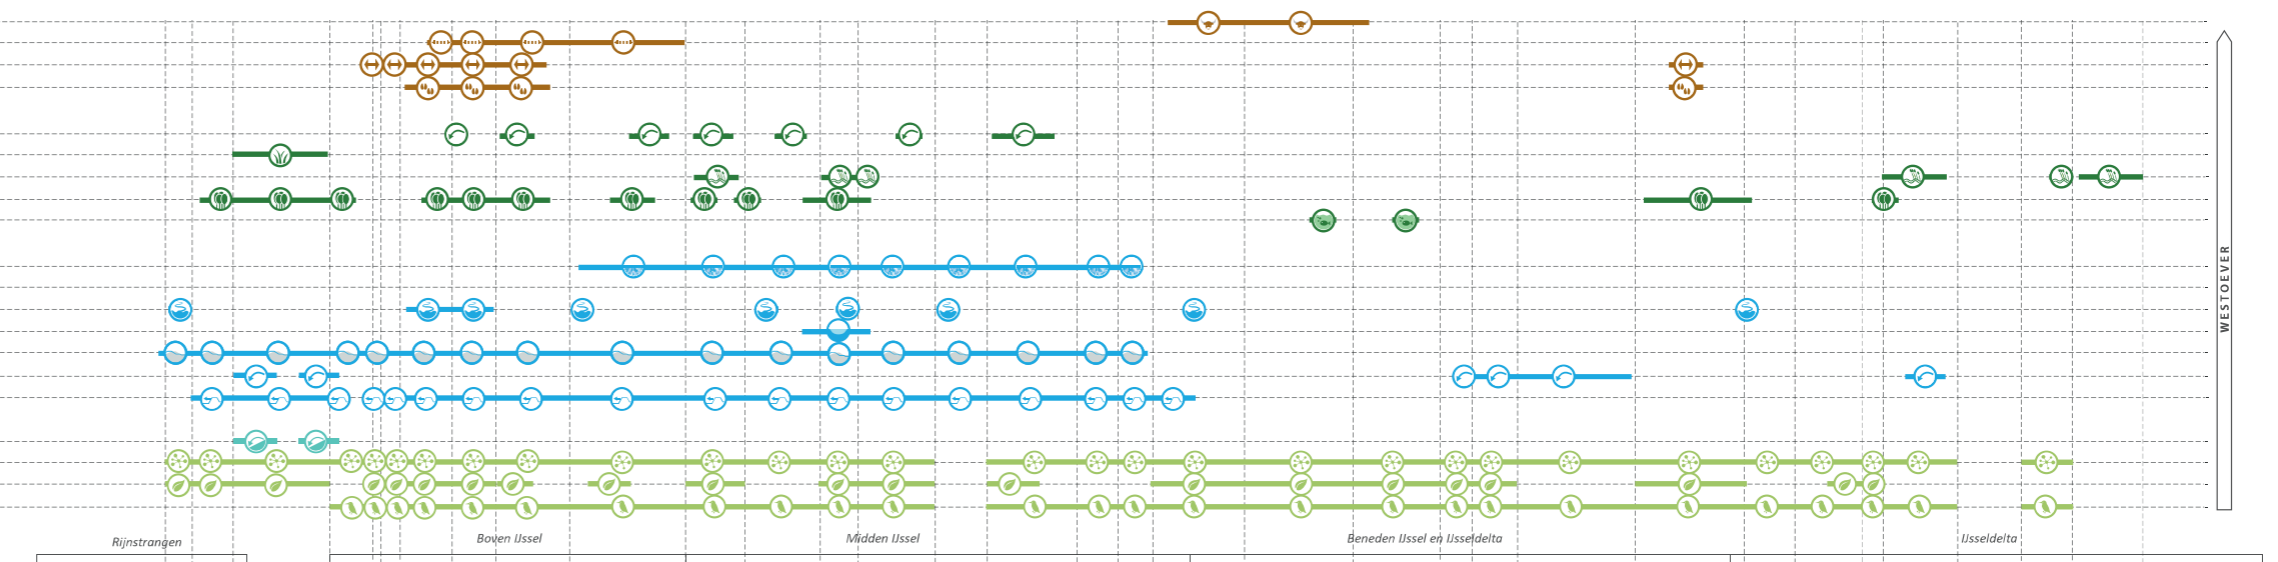 WESTOEVER
Rijnstrangen
Boven IJssel
Midden IJssel
Beneden IJssel en IJsseldelta
IJsseldelta